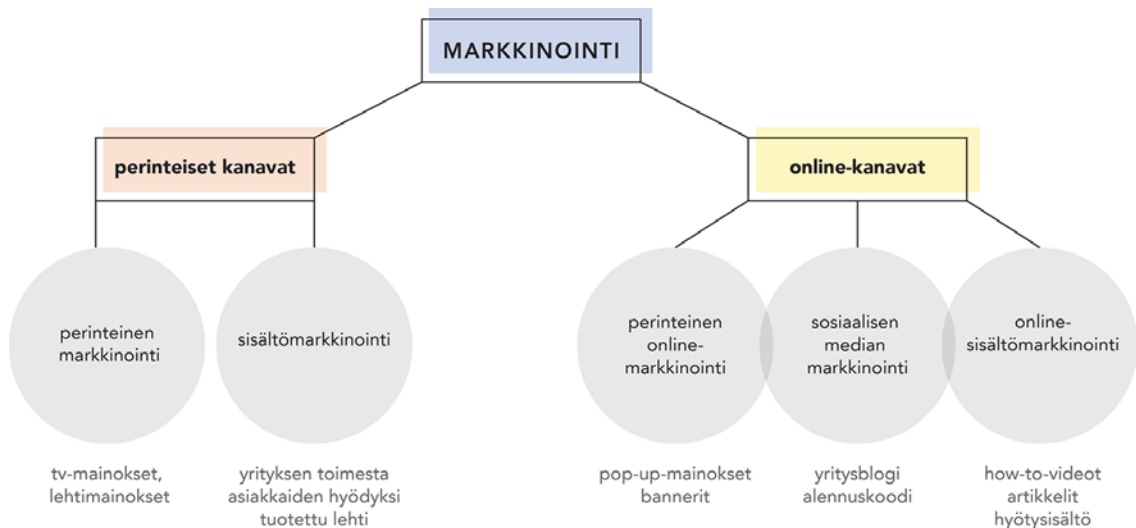 MARKKINOINTI
perinteiset kanavat
online-kanavat
perinteinen
markkinointi
sisältömarkkinointi
perinteinen
online-
markkinointi
sosiaalisen
median
markkinointi
online-
sisältömarkkinointi
tv-mainokset,
lehtimainokset
yrityksen toimesta
asiakkaiden hyödyksi
tuotettu lehti
pop-up-mainokset
bannerit
yritysblogi
alennuskoodi
how-to-videot
artikkelit
hyötysisältö